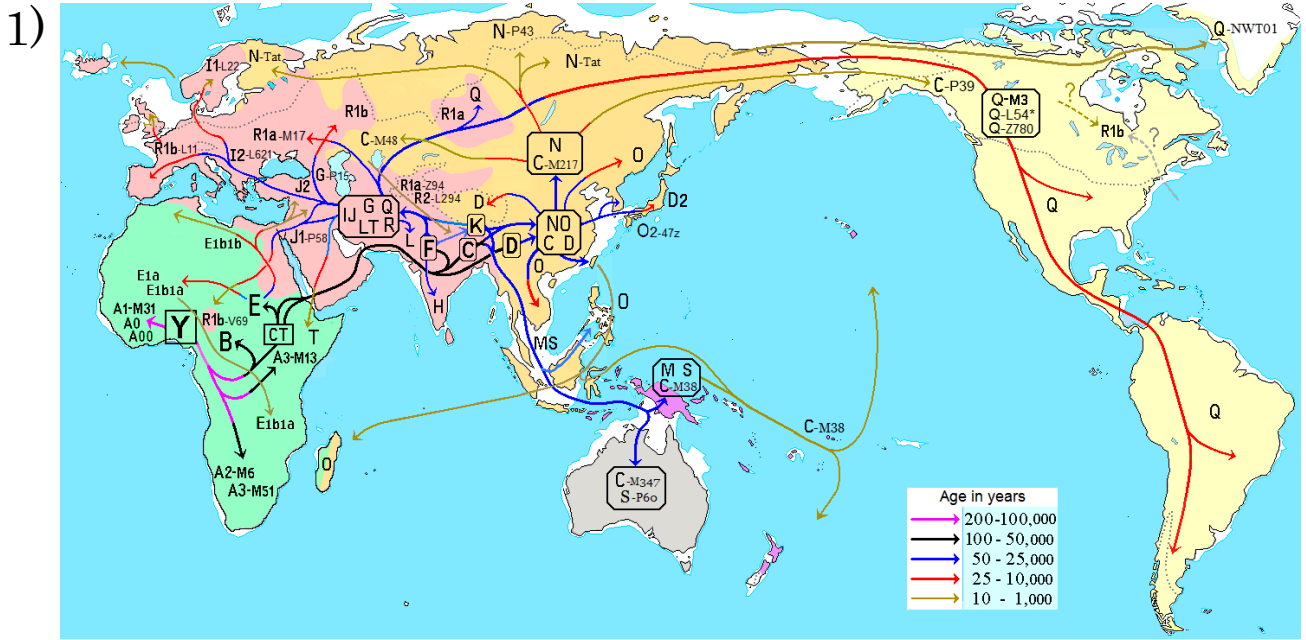 1)
N-P43
Q-NWT01
I1-L22
N-Tat
N-Tat
Q
R1b
R1a
C-P39
Q-M3
Q-L54*
Q-Z780
?
R1b
?
R1a-M17
C-M48
N
C-M217
R1b-L11
I2-L621
O
J2
G-P15
R1a-Z94
R2-L294
D
D2
Q
G Q
IJ R
LT
K
NO
C D
O2-47z
E1b1b
J1-P58
L
F
C
D
O
E1a
E1b1a
H
O
A1-M31
A0
A00
Y
R1b-V69
E
CT
T
B
A3-M13
MS
M S
C-M38
Q
E1b1a
C-M38
A2-M6
A3-M51
O
C-M347
S-P60
Age in years
200-100,000
100-50,000
50-25,000
25-10,000
10 - 1,000